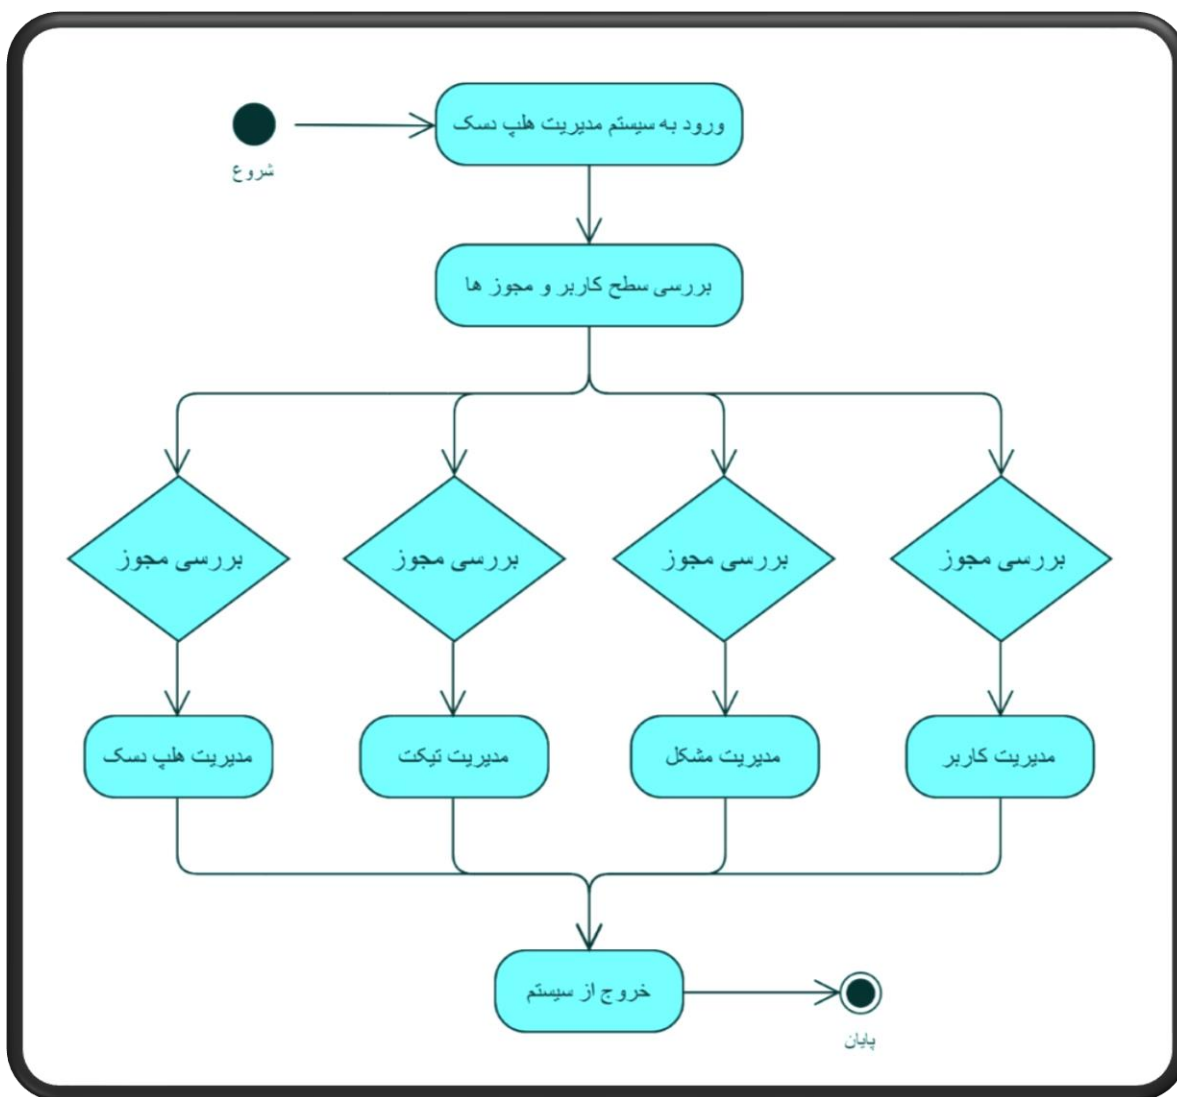 ورود به سیستم مدیریت هلپ دسک
شروع
بررسی سطح کاربر و مجوز ها
بررسی مجوز
بررسی مجوز
بررسی مجوز
بررسی مجوز
مدیریت کاربر
مدیریت مشکل
مدیریت تیکت
مدیریت هلپ دسک
خروج از سیستم
پایان